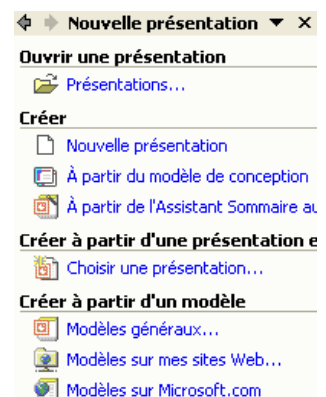 Nouvelle présentation
Ouvrir une présentation
Présentations...
Créer
Nouvelle présentation
À partir du modèle de conception
À partir de l'Assistant Sommaire au
Créer à partir d'une présentation e
Choisir une présentation...
Créer à partir d'un modèle
Modèles généraux...
Modèles sur mes sites Web...
Modèles sur Microsoft.com